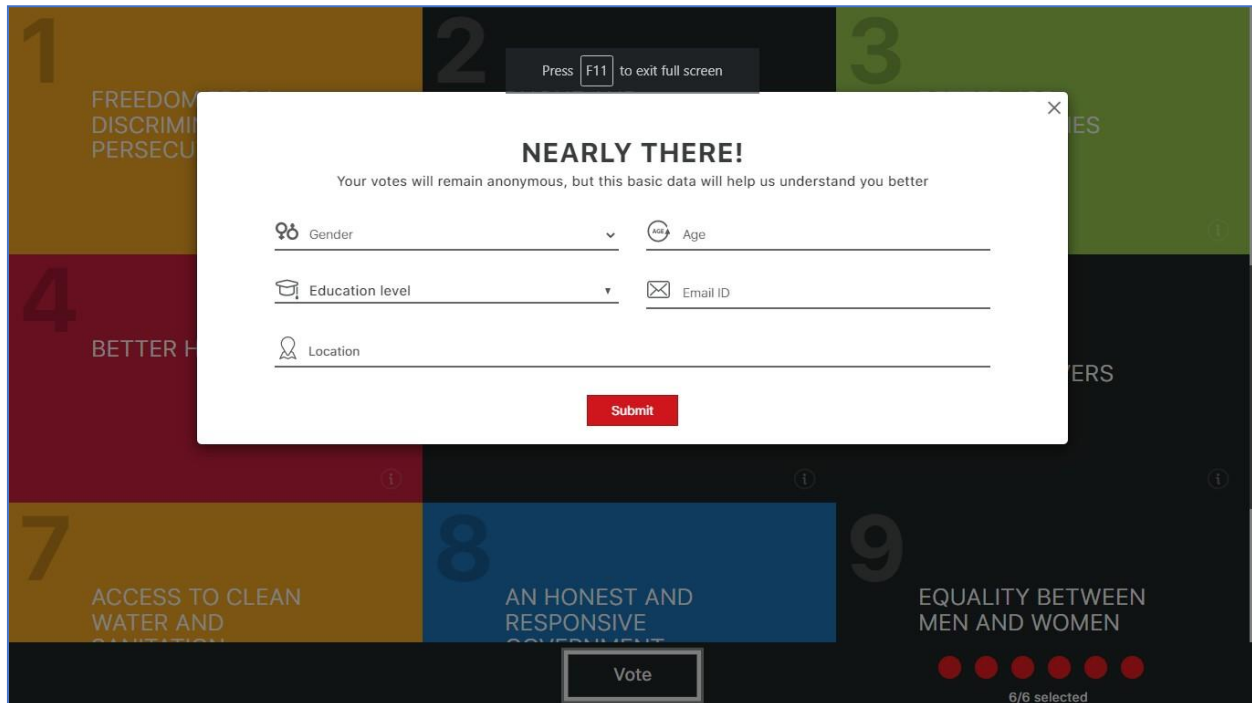 1
2
3
Press F11 to exit full screen
FREEDOM
PERSECU
IES
NEARLY THERE!
Your votes will remain anonymous, but this basic data will help us understand you better
Gender
AGE Age
Education level
Email ID
Location
Submit
4
BETTER H
ERS
7
8
9
ACCESS TO CLEAN
WATER AND
SANITATION
AN HONEST AND
RESPONSIVE
GOVERNMENT
EQUALITY BETWEEN
MEN AND WOMEN
Vote
6/6 selected